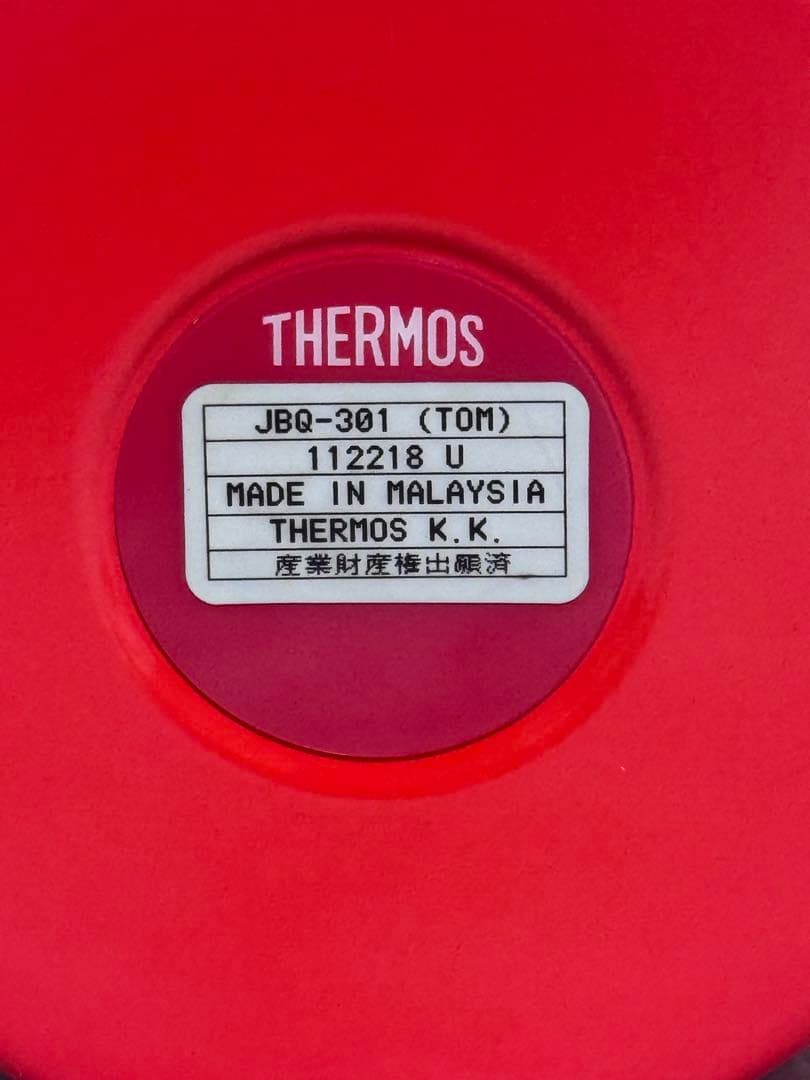 THERMOS
JBQ-301 (TOM)
112218 U
MADE IN MALAYSIA
THERMOS K.K.
産業財産権出願済